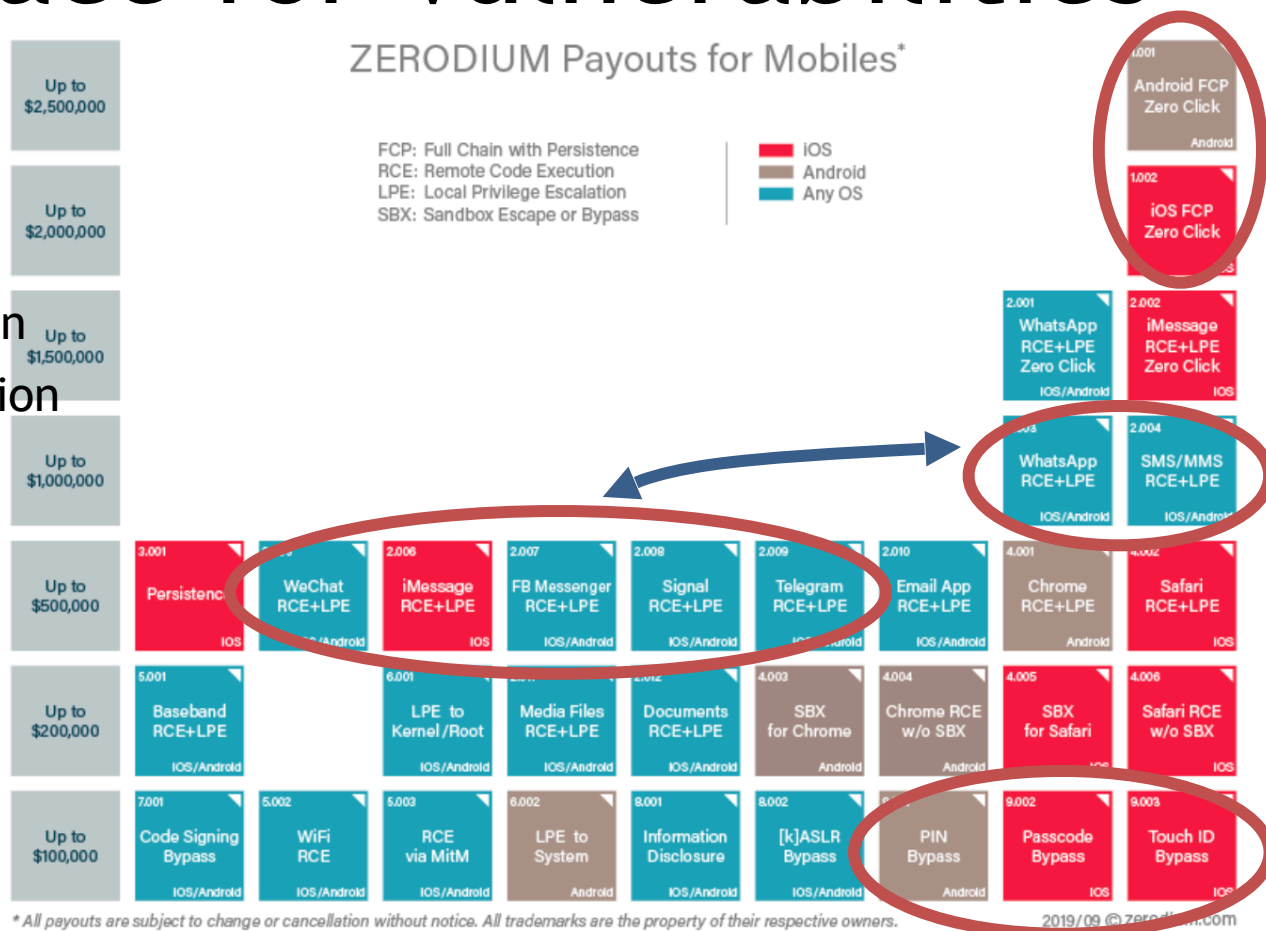 ZERODIUM Payouts for Mobiles*
FCP: Full Chain with Persistence
RCE: Remote Code Execution
LPE: Local Privilege Escalation
SBX: Sandbox Escape or Bypass
iOS
Android
Any OS
Up to
$2,500,000
1.001
Android FCP
Zero Click
Android
Up to
$2,000,000
1.002
iOS FCP
Zero Click
Up to
$1,500,000
2.001
WhatsApp
RCE+LPE
Zero Click
IOS/Android
2.002
iMessage
RCE+LPE
Zero Click
IOS
Up to
$1,000,000
WhatsApp
RCE+LPE
IOS/Android
2.004
SMS/MMS
RCE+LPE
IOS/Android
Up to
$500,000
3.001
Persistence
IOS
WeChat
RCE+LPE
IOS/Android
2.006
iMessage
RCE+LPE
IOS
2.007
FB Messenger
RCE+LPE
IOS/Android
2.008
Signal
RCE+LPE
IOS/Android
2.009
Telegram
RCE+LPE
IOS/Android
2.010
Email App
RCE+LPE
IOS/Android
4.001
Chrome
RCE+LPE
Android
4.002
Safari
RCE+LPE
IOS
Up to
$200,000
5.001
Baseband
RCE+LPE
IOS/Android
6.001
LPE to
Kernel/Root
IOS/Android
Media Files
RCE+LPE
IOS/Android
2.012
Documents
RCE+LPE
IOS/Android
4.003
SBX
for Chrome
Android
4.004
Chrome RCE
w/o SBX
Android
4.005
SBX
for Safari
IOS
4.006
Safari RCE
w/o SBX
IOS
Up to
$100,000
7.001
Code Signing
Bypass
IOS/Android
5.002
WiFi
RCE
IOS/Android
5.003
RCE
via MitM
IOS/Android
6.002
LPE to
System
Android
8.001
Information
Disclosure
IOS/Android
8.002
[k]ASLR
Bypass
IOS/Android
PIN
Bypass
Android
9.002
Passcode
Bypass
IOS
9.003
Touch ID
Bypass
IOS
* All payouts are subject to change or cancellation without notice. All trademarks are the property of their respective owners.
2019/09 © zerodium.com